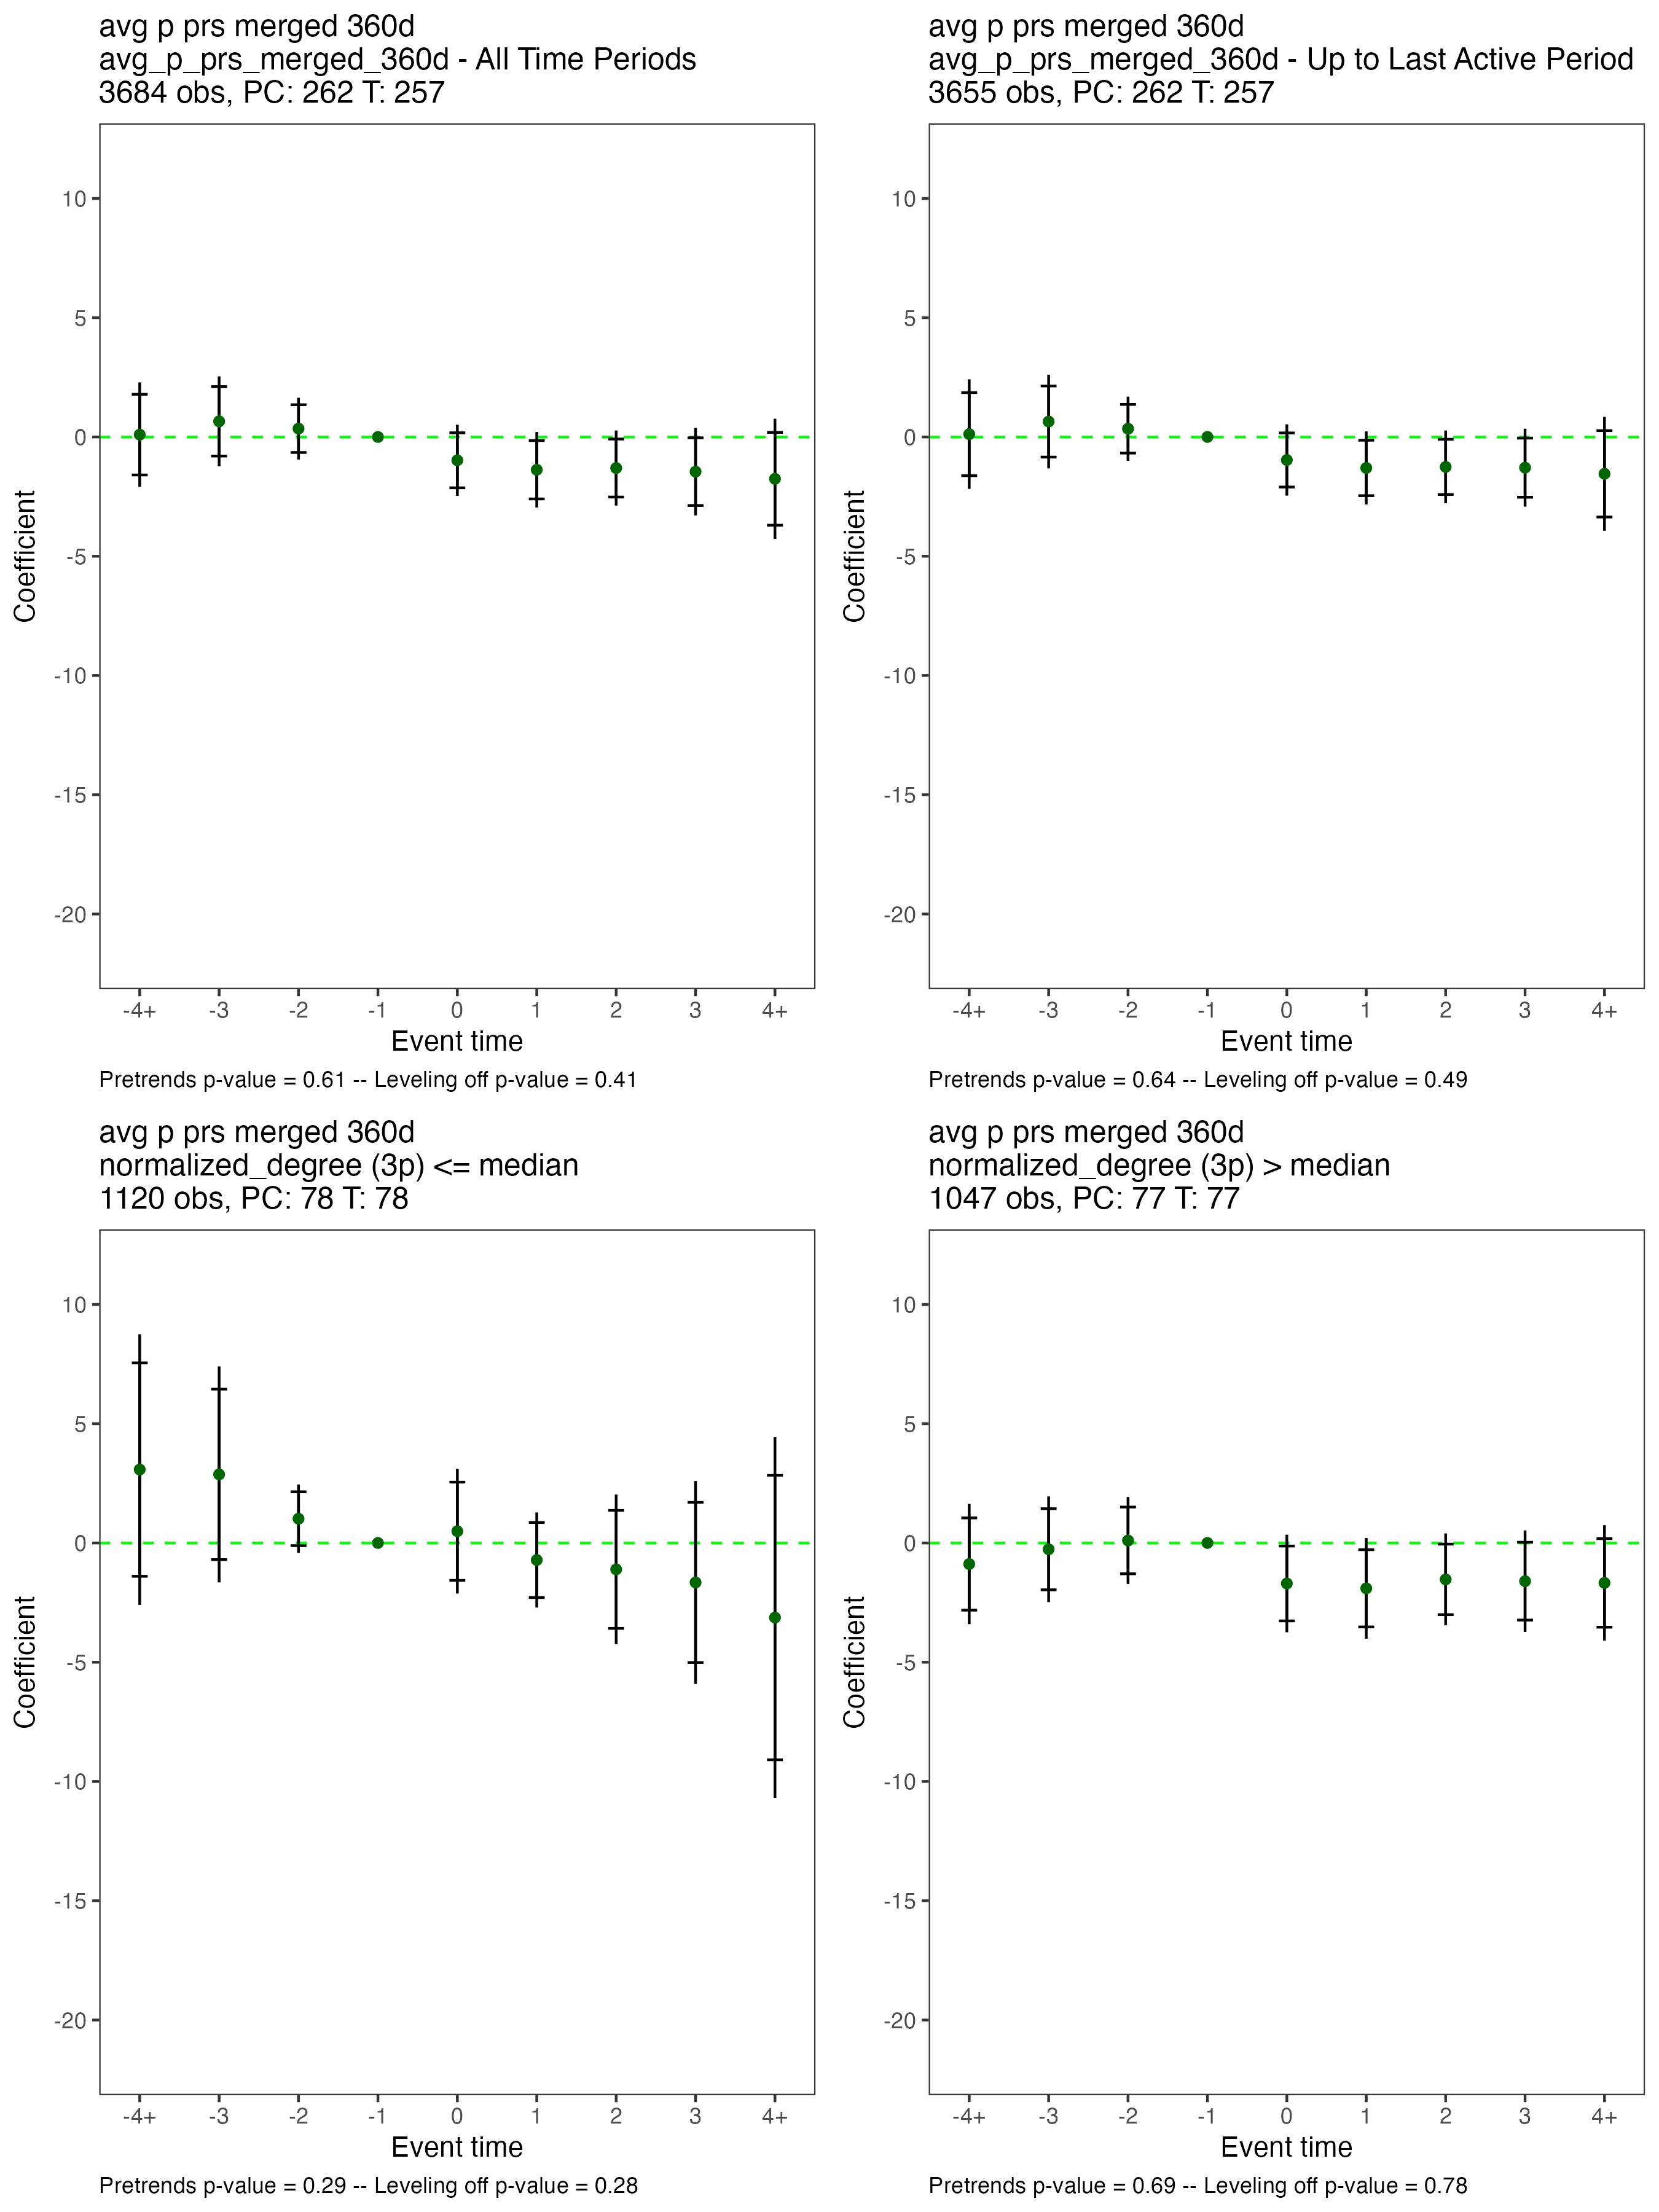 avg p prs merged 360d
avg_p_prs_merged_360d - All Time Periods
3684 obs, PC: 262 T: 257
10
5
0
-5
-10
-15
-20
Coefficient
-4+ -3 -2 -1 0 1 2 3 4+
Event time
Pretrends p-value = 0.61 -- Leveling off p-value = 0.41
avg p prs merged 360d
avg_p_prs_merged_360d - Up to Last Active Period
3655 obs, PC: 262 T: 257
10
5
0
-5
-10
-15
-20
Coefficient
-4+ -3 -2 -1 0 1 2 3 4+
Event time
Pretrends p-value = 0.64 -- Leveling off p-value = 0.49
avg p prs merged 360d
normalized_degree (3p) <= median
1120 obs, PC: 78 T: 78
10
5
0
-5
-10
-15
-20
Coefficient
-4+ -3 -2 -1 0 1 2 3 4+
Event time
Pretrends p-value = 0.29 -- Leveling off p-value = 0.28
avg p prs merged 360d
normalized_degree (3p) > median
1047 obs, PC: 77 T: 77
10
5
0
-5
-10
-15
-20
Coefficient
-4+ -3 -2 -1 0 1 2 3 4+
Event time
Pretrends p-value = 0.69 -- Leveling off p-value = 0.78